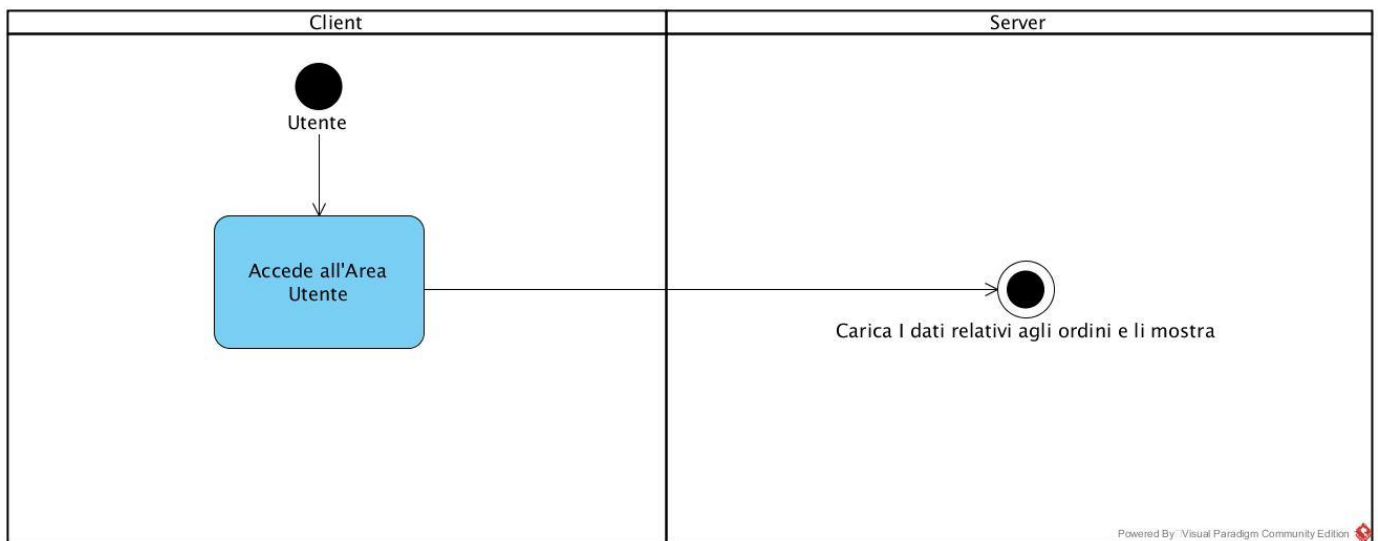 Client
Server
Utente
Accede all'Area
Utente
Carica I dati relativi agli ordini e li mostra
Powered By Visual Paradigm Community Edition